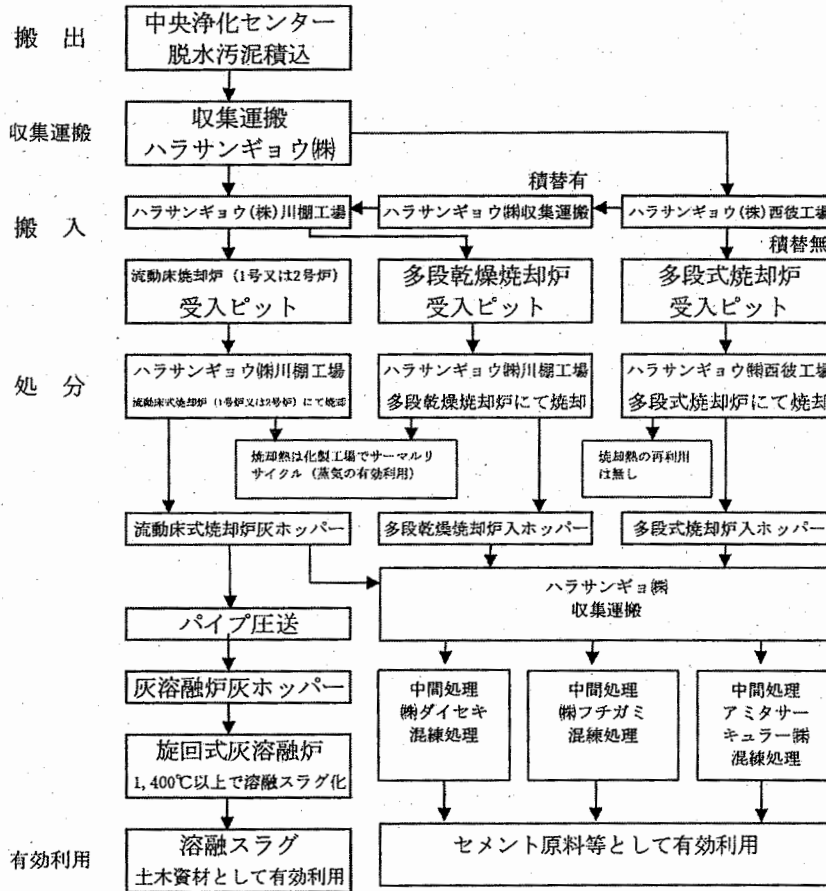 搬 出
中央浄化センター
脱水汚泥積込
収集運搬
収集運搬
ハラサンギョウ㈱
積替有
搬 入
ハラサンギョウ(株)川棚工場
ハラサンギョウ㈱収集運搬
ハラサンギョウ(株)西彼工場
積替無
流動床焼却炉(1号又は2号炉)
受入ピット
多段乾燥焼却炉
受入ピット
多段式焼却炉
受入ピット
処 分
ハラサンギョウ㈱川棚工場
流動床式焼却炉(1号炉又は2号炉)にて焼却
ハラサンギョウ㈱川棚工場
多段乾燥焼却炉にて焼却
ハラサンギョウ㈱西彼工場
多段式焼却炉にて焼却
焼却熱は化製工場でサーマルリ
サイクル(蒸気の有効利用)
焼却熱の再利用
は無し
流動床式焼却炉灰ホッパー
多段乾燥焼却炉入ホッパー
多段式焼却炉入ホッパー
ハラサンギョ㈱
収集運搬
パイプ圧送
灰溶融炉灰ホッパー
中間処理
㈱ダイセキ
混練処理
中間処理
㈱フチガミ
混練処理
中間処理
アミタサー
キュラー㈱
混練処理
旋回式灰溶融炉
1,400℃以上で溶融スラグ化
有効利用
溶融スラグ
土木資材として有効利用
セメント原料等として有効利用